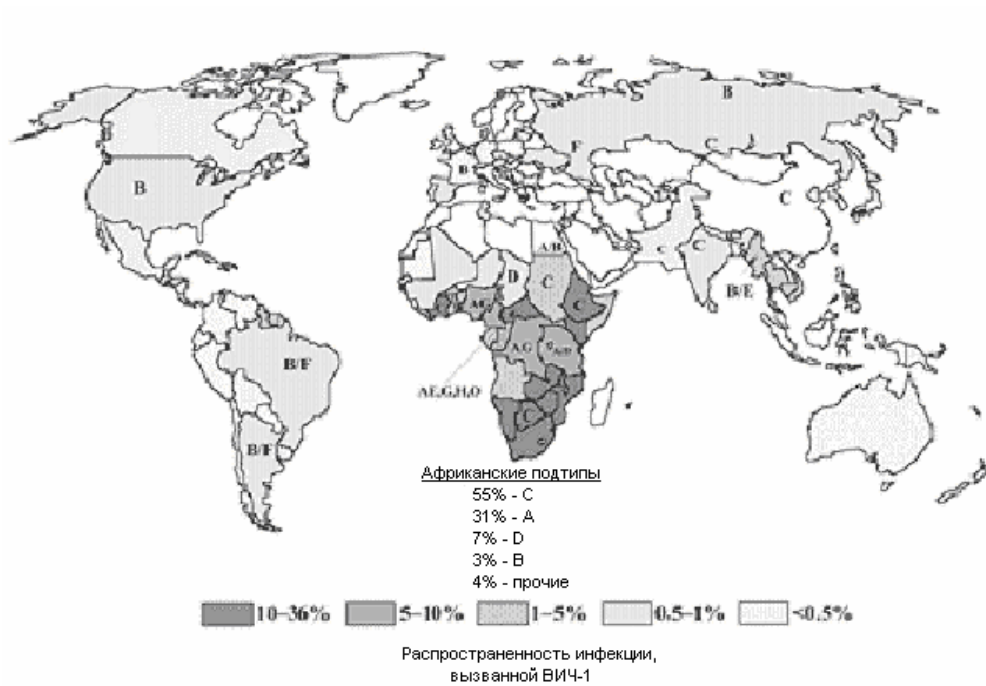 B
B
F
C
B
C
A/B
C
C
D
C
B/E
C
A,G
B/F
C
B/F
Африканские подтипы
55% - C
31% - A
7% - D
3% - B
4% - прочие
10–36% 5–10% 1–5% 0.5–1% <0.5%
Распространенность инфекции,
вызванной ВИЧ-1